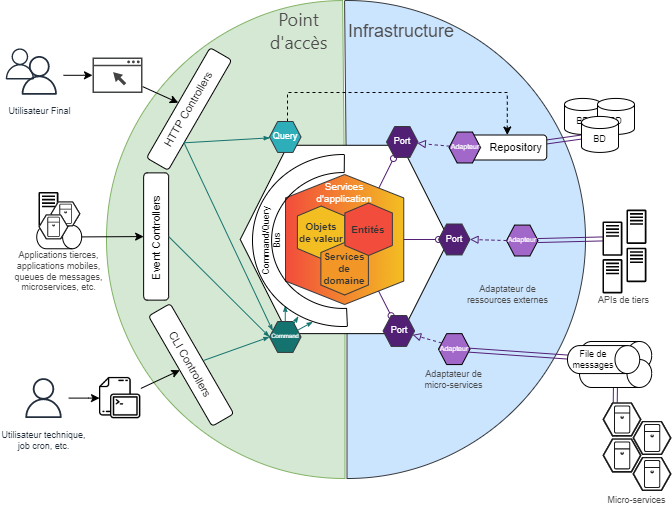 Point
d'accès
Infrastructure
Utilisateur Final
HTTP Controllers
Query
Port
Adapteur
Repository
BD
BD
BD
Services
d'application
Objets
de valeur
Entités
Services
de
domaine
Command/Query
Bus
Event Controllers
Applications tierces,
applications mobiles,
queues de messages,
microservices, etc.
Port
Adapteur
Adaptateur de
ressources externes
APIs de tiers
CLI Controllers
Command
Port
Adapteur
Adaptateur de
micro-services
File de
messages
Utilisateur technique,
job cron, etc.
Micro-services